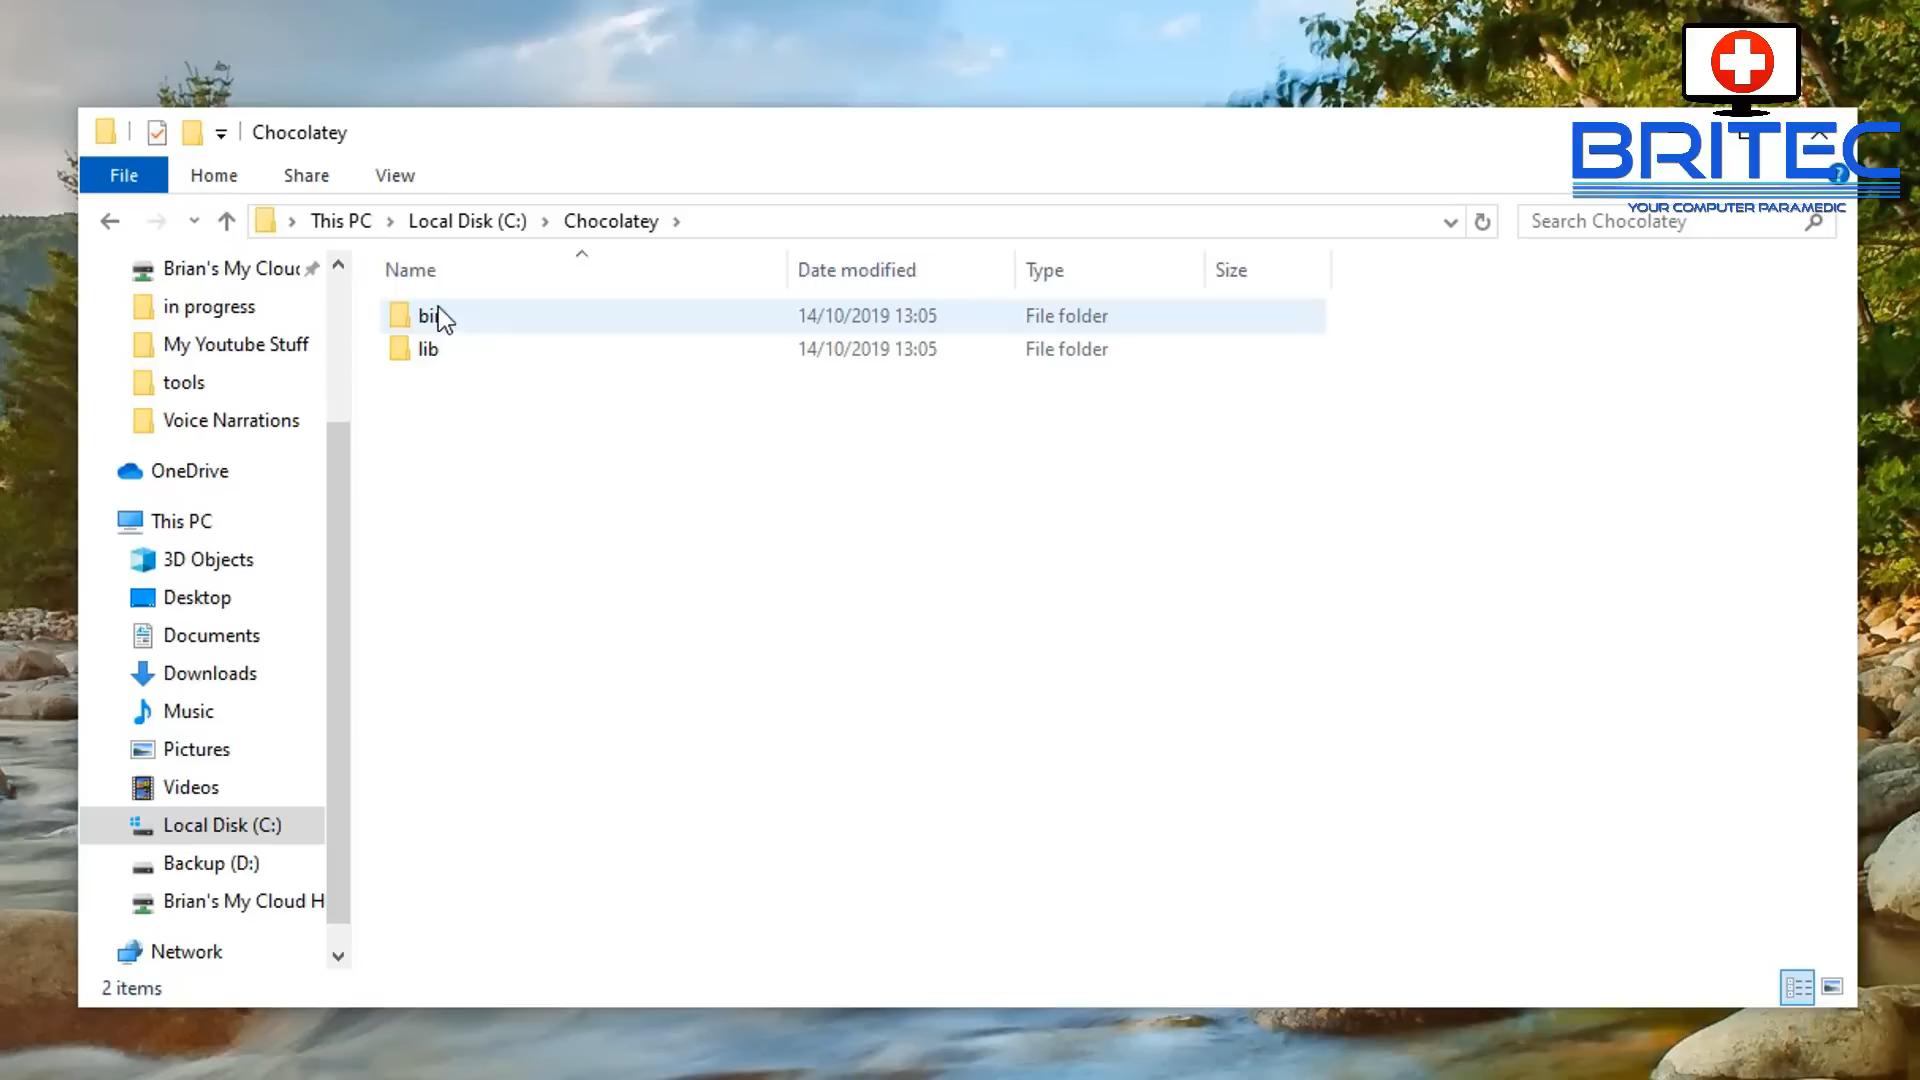 Chocolatey
File Home Share View
This PC Local Disk (C:) Chocolatey
Search Chocolatey
BRITEC
YOUR COMPUTER PARAMEDIC
Name Date modified Type Size
14/10/2019 13:05 File folder
lib 14/10/2019 13:05 File folder
Brian's My Clou
in progress
My Youtube Stuff
tools
Voice Narrations
OneDrive
This PC
3D Objects
Desktop
Documents
Downloads
Music
Pictures
Videos
Local Disk (C:)
Backup (D:)
Brian's My Cloud H
Network
2 items